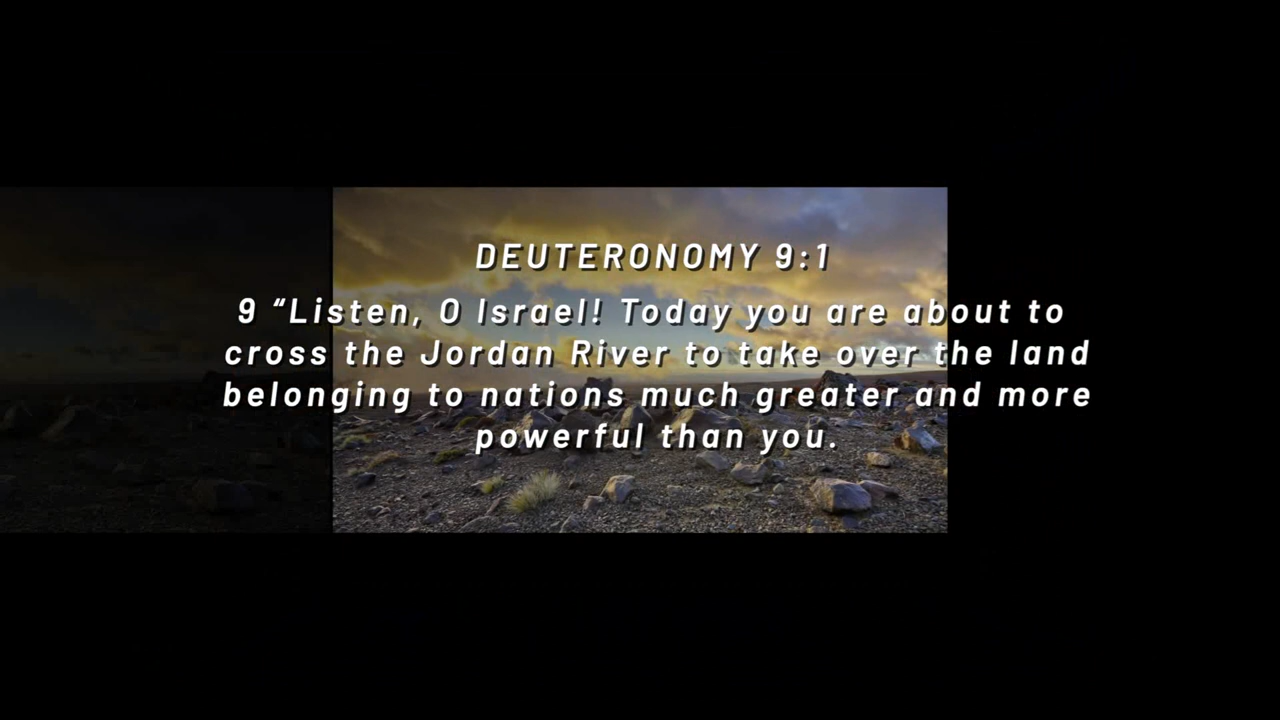 DEUTERONOMY 9:1
9 “Listen, O Israel! Today you are about to
cross the Jordan River to take over the land
belonging to nations much greater and more
powerful than you.